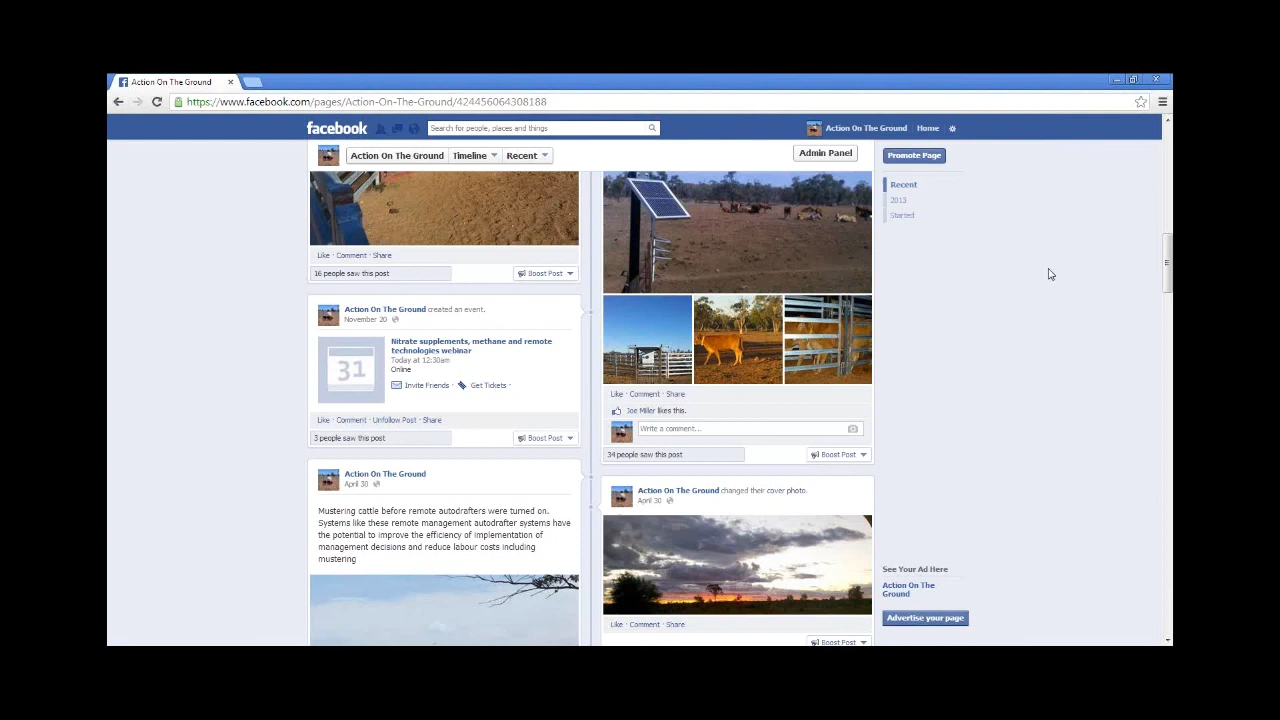 Action On The Ground
https://www.facebook.com/pages/Action-On-The-Ground/424456064308188
facebook
Search for people, places and things
Action On The Ground
Home
Action On The Ground
Timeline
Recent
Admin Panel
Promote Page
Recent
2013
Started
Like · Comment · Share
16 people saw this post
Boost Post
Action On The Ground created an event.
November 20
31
Nitrate supplements, methane and remote
technologies webinar
Today at 12:30am
Online
Invite Friends · Get Tickets ·
Like · Comment · Unfollow Post · Share
3 people saw this post
Boost Post
Action On The Ground
April 30
Mustering cattle before remote autodrafters were turned on.
Systems like these remote management autodrafter systems have
the potential to improve the efficiency of implementation of
management decisions and reduce labour costs including
mustering
Like · Comment · Share
Joe Miller likes this.
Write a comment...
34 people saw this post
Boost Post
Action On The Ground changed their cover photo.
April 30
Like · Comment · Share
Boost Post
See Your Ad Here
Action On The
Ground
Advertise your page